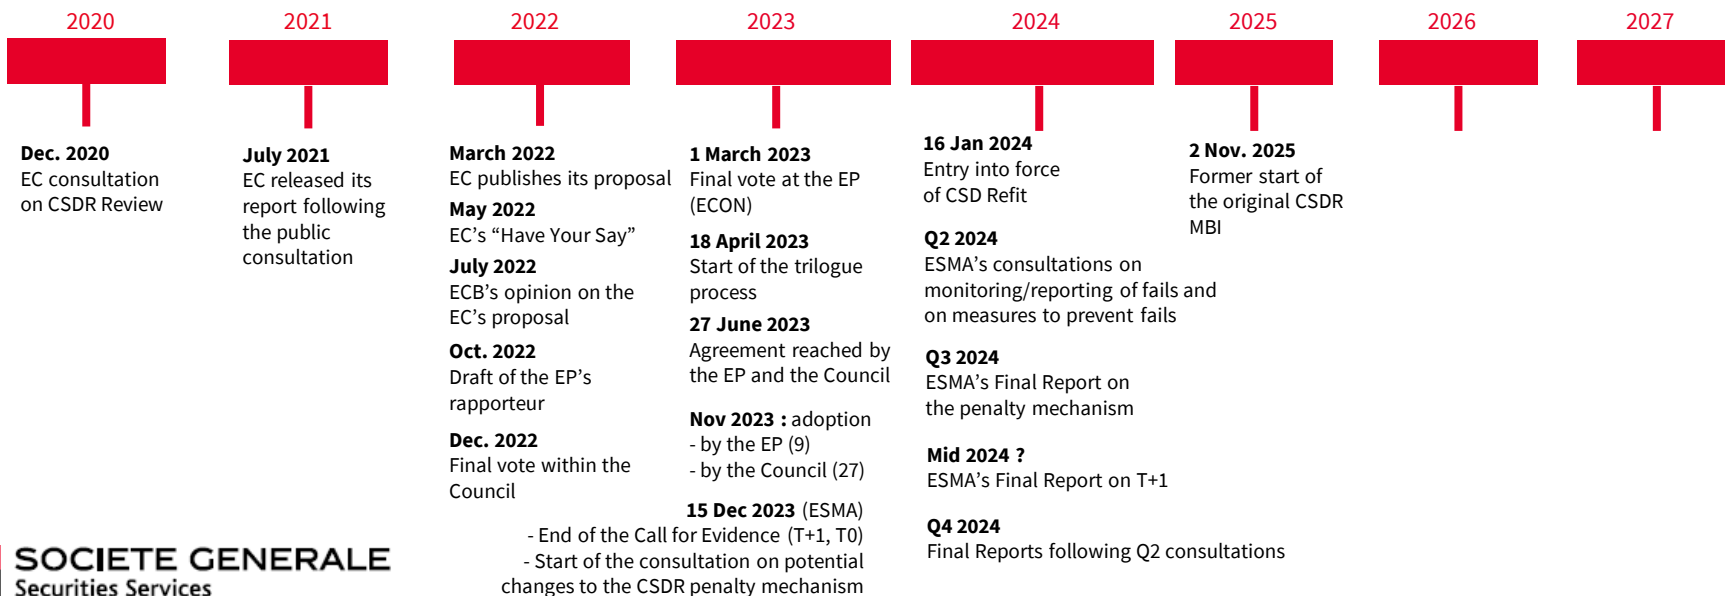 2020
2021
2022
2023
2024
2025
2026
2027
Dec. 2020
EC consultation
on CSDR Review
July 2021
EC released its
report following
the public
consultation
March 2022
EC publishes its proposal
May 2022
EC's “Have Your Say”
July 2022
ECB's opinion on the
EC's proposal
Oct. 2022
Draft of the EP's
rapporteur
Dec. 2022
Final vote within the
Council
1 March 2023
Final vote at the EP
(ECON)
18 April 2023
Start of the trilogue
process
27 June 2023
Agreement reached by
the EP and the Council
Nov 2023 : adoption
- by the EP (9)
- by the Council (27)
15 Dec 2023 (ESMA)
- End of the Call for Evidence (T+1, T0)
- Start of the consultation on potential
changes to the CSDR penalty mechanism
16 Jan 2024
Entry into force
of CSD Refit
Q2 2024
ESMA's consultations on
monitoring/reporting of fails and
on measures to prevent fails
Q3 2024
ESMA's Final Report on
the penalty mechanism
Mid 2024 ?
ESMA's Final Report on T+1
Q4 2024
Final Reports following Q2 consultations
2 Nov. 2025
Former start of
the original CSDR
MBI
SOCIETE GENERALE
Securities Services